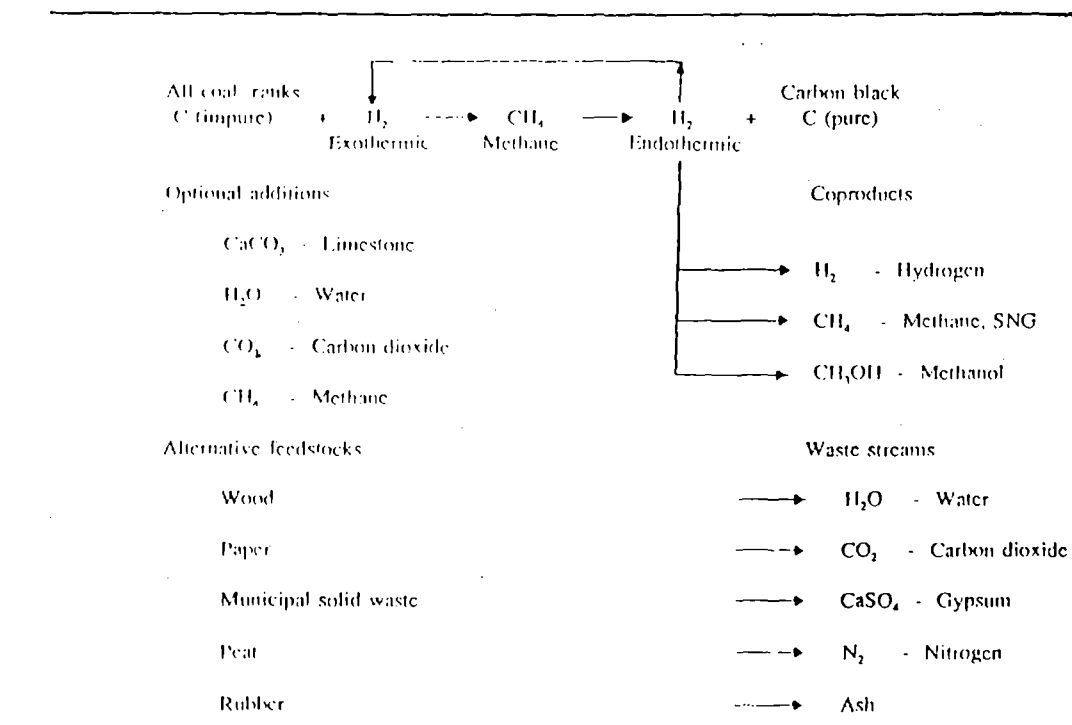 All coal ranks Carbon black
C (impure) + H₂ CH₄ H₂ + C (pure)
Exothermic Methane Endothermic
Optional additions Coproducts
CaCO₃ - Limestone
H₂ - Hydrogen
H₂O - Water
CH₄ - Methane, SNG
CO₂ - Carbon dioxide
CH₃OH - Methanol
CH₄ - Methane
Alternative feedstocks Waste streams
Wood H₂O - Water
Paper CO₂ - Carbon dioxide
Municipal solid waste CaSO₄ - Gypsum
Peat N₂ - Nitrogen
Rubber Ash